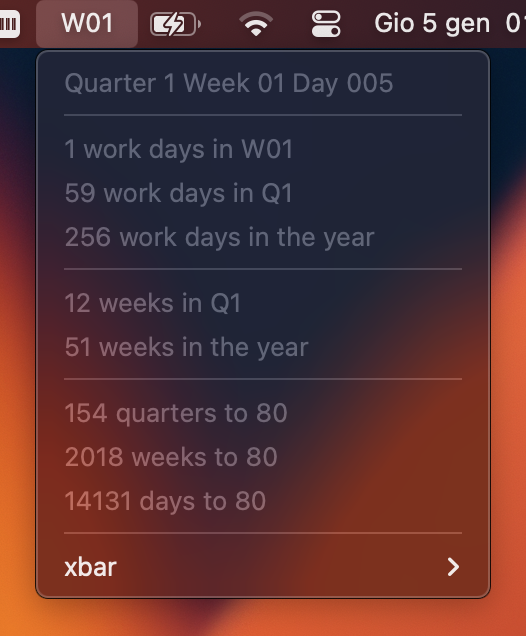 W01 Gio 5 gen
Quarter 1 Week 01 Day 005
1 work days in W01
59 work days in Q1
256 work days in the year
12 weeks in Q1
51 weeks in the year
154 quarters to 80
2018 weeks to 80
14131 days to 80
xbar